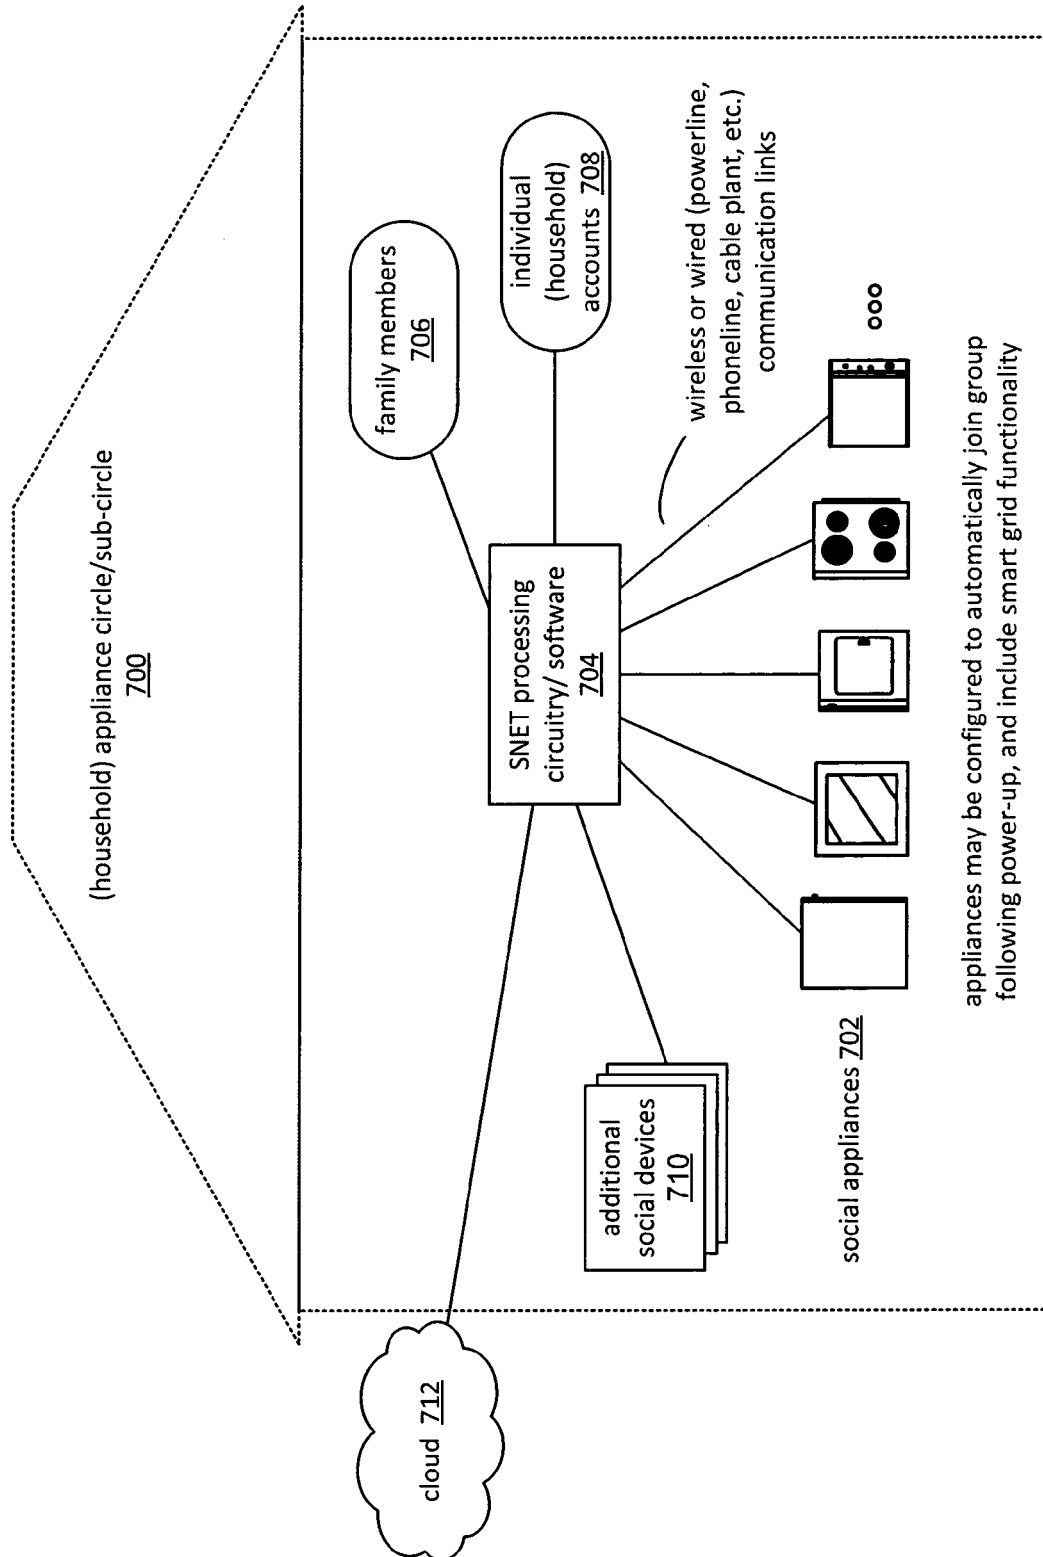 (household) appliance circle/sub-circle
700
family members
706
individual
(household)
accounts 708
SNET processing
circuitry/ software
704
wireless or wired (powerline,
phoneline, cable plant, etc.)
communication links
cloud 712
additional
social devices
710
social appliances 702
ooo
appliances may be configured to automatically join group
following power-up, and include smart grid functionality